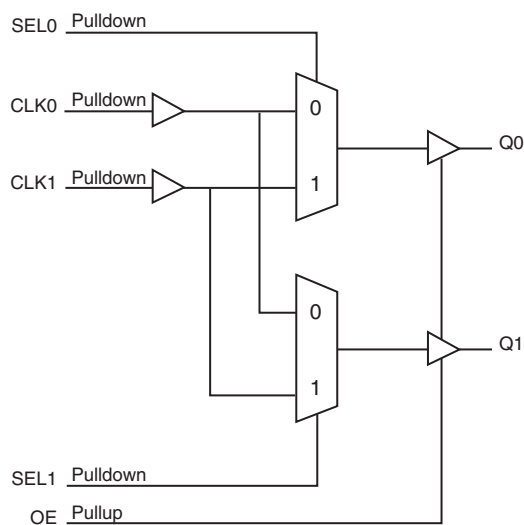 SEL0 Pulldown
CLK0 Pulldown
0
Q0
CLK1 Pulldown
1
0
Q1
1
SEL1 Pulldown
OE Pullup